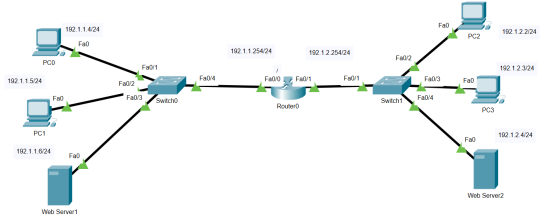 192.1.1.4/24
Fa0
PC0
192.1.1.5/24
Fa0
PC1
192.1.1.6/24
Fa0
Web Server1
Fa0/1
Fa0/2
Fa0/3
Switch0
Fa0/4
192.1.1.254/24
Fa0/0
Router0
192.1.2.254/24
Fa0/1
Fa0/1
Switch1
Fa0/2
Fa0/3
Fa0/4
Fa0
PC2
192.1.2.2/24
Fa0
PC3
192.1.2.3/24
Fa0
Web Server2
192.1.2.4/24